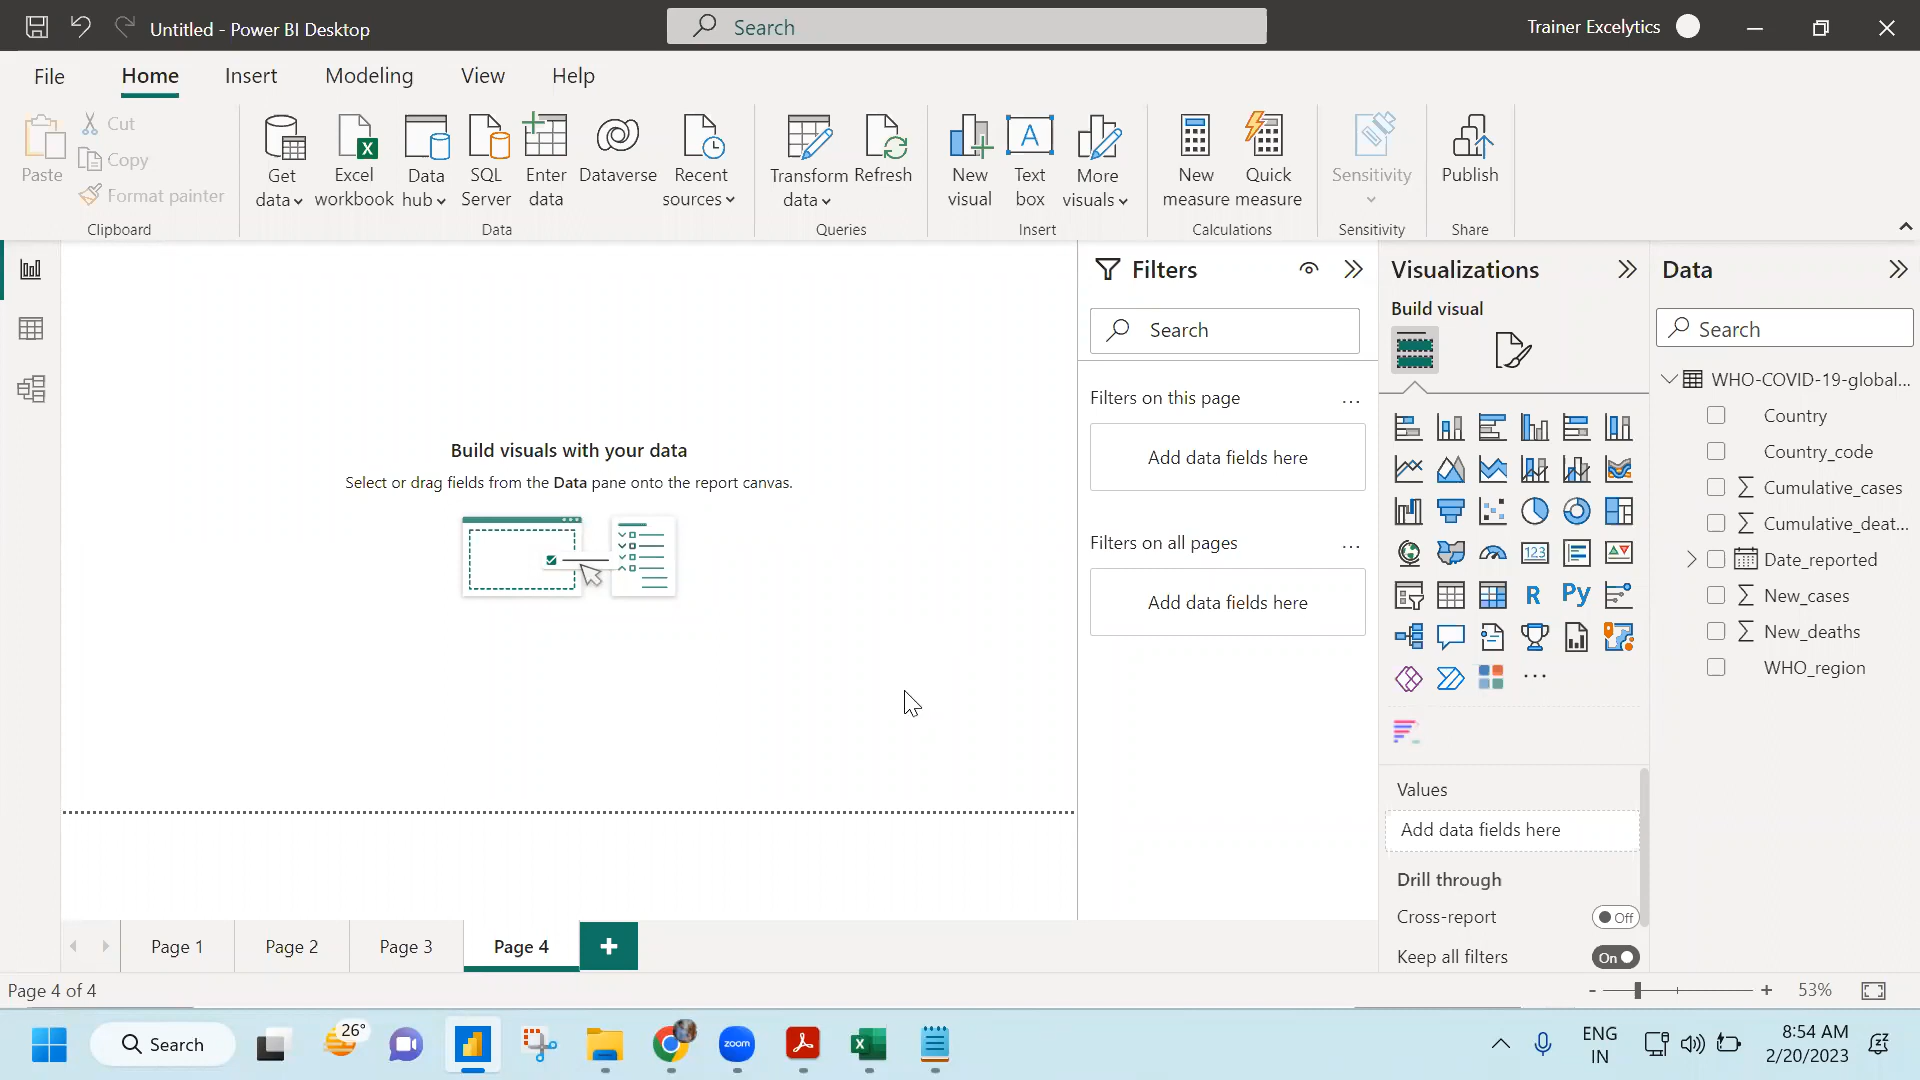 Untitled - Power BI Desktop
Search
Trainer Excelytics
File
Home
Insert
Modeling
View
Help
Paste
Cut
Copy
Format painter
Clipboard
Get data
Excel workbook
Data hub
SQL Server
Enter data
Dataverse
Recent sources
Data
Transform data
Refresh
Queries
New visual
A
Text box
More visuals
Insert
New measure
Quick measure
Calculations
Sensitivity
Sensitivity
Publish
Share
Build visuals with your data
Select or drag fields from the Data pane onto the report canvas.
Filters
Search
Filters on this page
...
Add data fields here
Filters on all pages
...
Add data fields here
Visualizations
Build visual
123
R
Py
...
Values
Add data fields here
Drill through
Cross-report
Off
Keep all filters
On
Data
Search
WHO-COVID-19-global...
Country
Country_code
Cumulative_cases
Cumulative_deat...
Date_reported
New_cases
New_deaths
WHO_region
Page 1
Page 2
Page 3
Page 4
+
Page 4 of 4
-
+
53%
Search
26°
zoom
ENG
IN
8:54 AM
2/20/2023